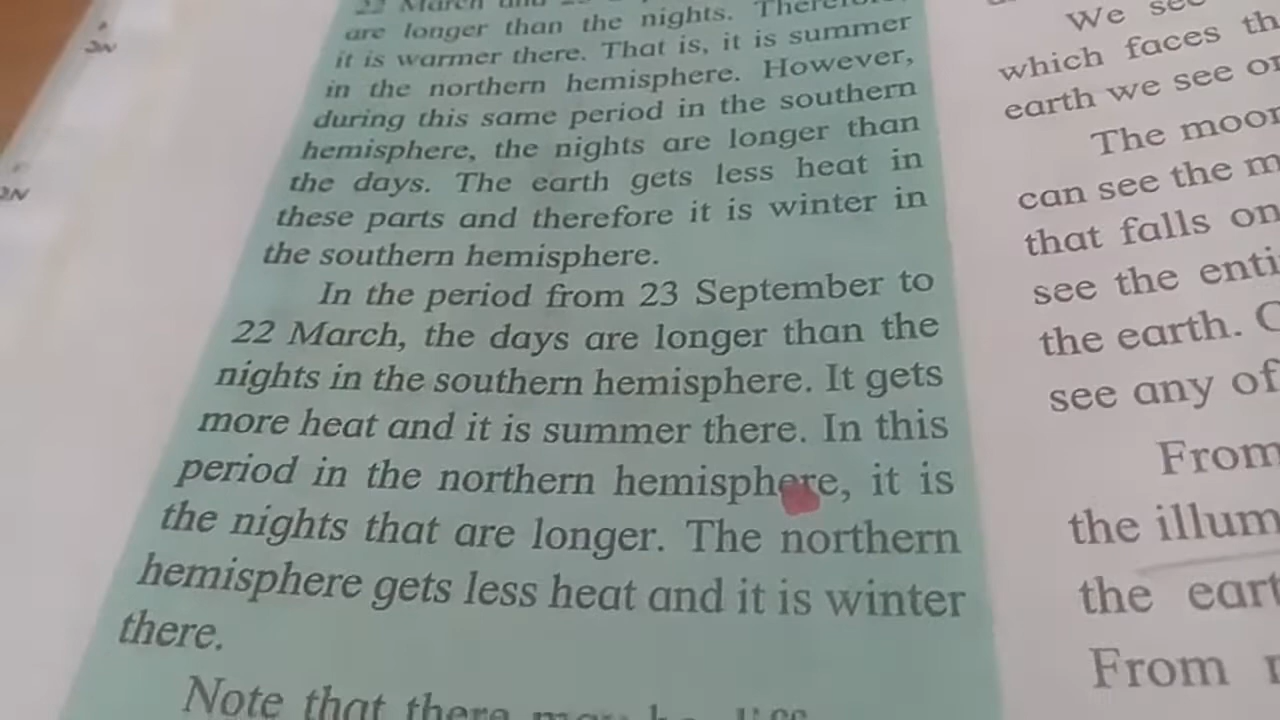 22 March and
are longer than the nights. Therefore
it is warmer there. That is, it is summer
in the northern hemisphere. However,
during this same period in the southern
hemisphere, the nights are longer than
the days. The earth gets less heat in
these parts and therefore it is winter in
the southern hemisphere.
In the period from 23 September to
22 March, the days are longer than the
nights in the southern hemisphere. It gets
more heat and it is summer there. In this
period in the northern hemisphere, it is
the nights that are longer. The northern
hemisphere gets less heat and it is winter
there.
Note that there may be
We see
which faces th
earth we see or
The moon
can see the m
that falls on
see the enti
the earth. C
see any of
From
the illum
the eart
From